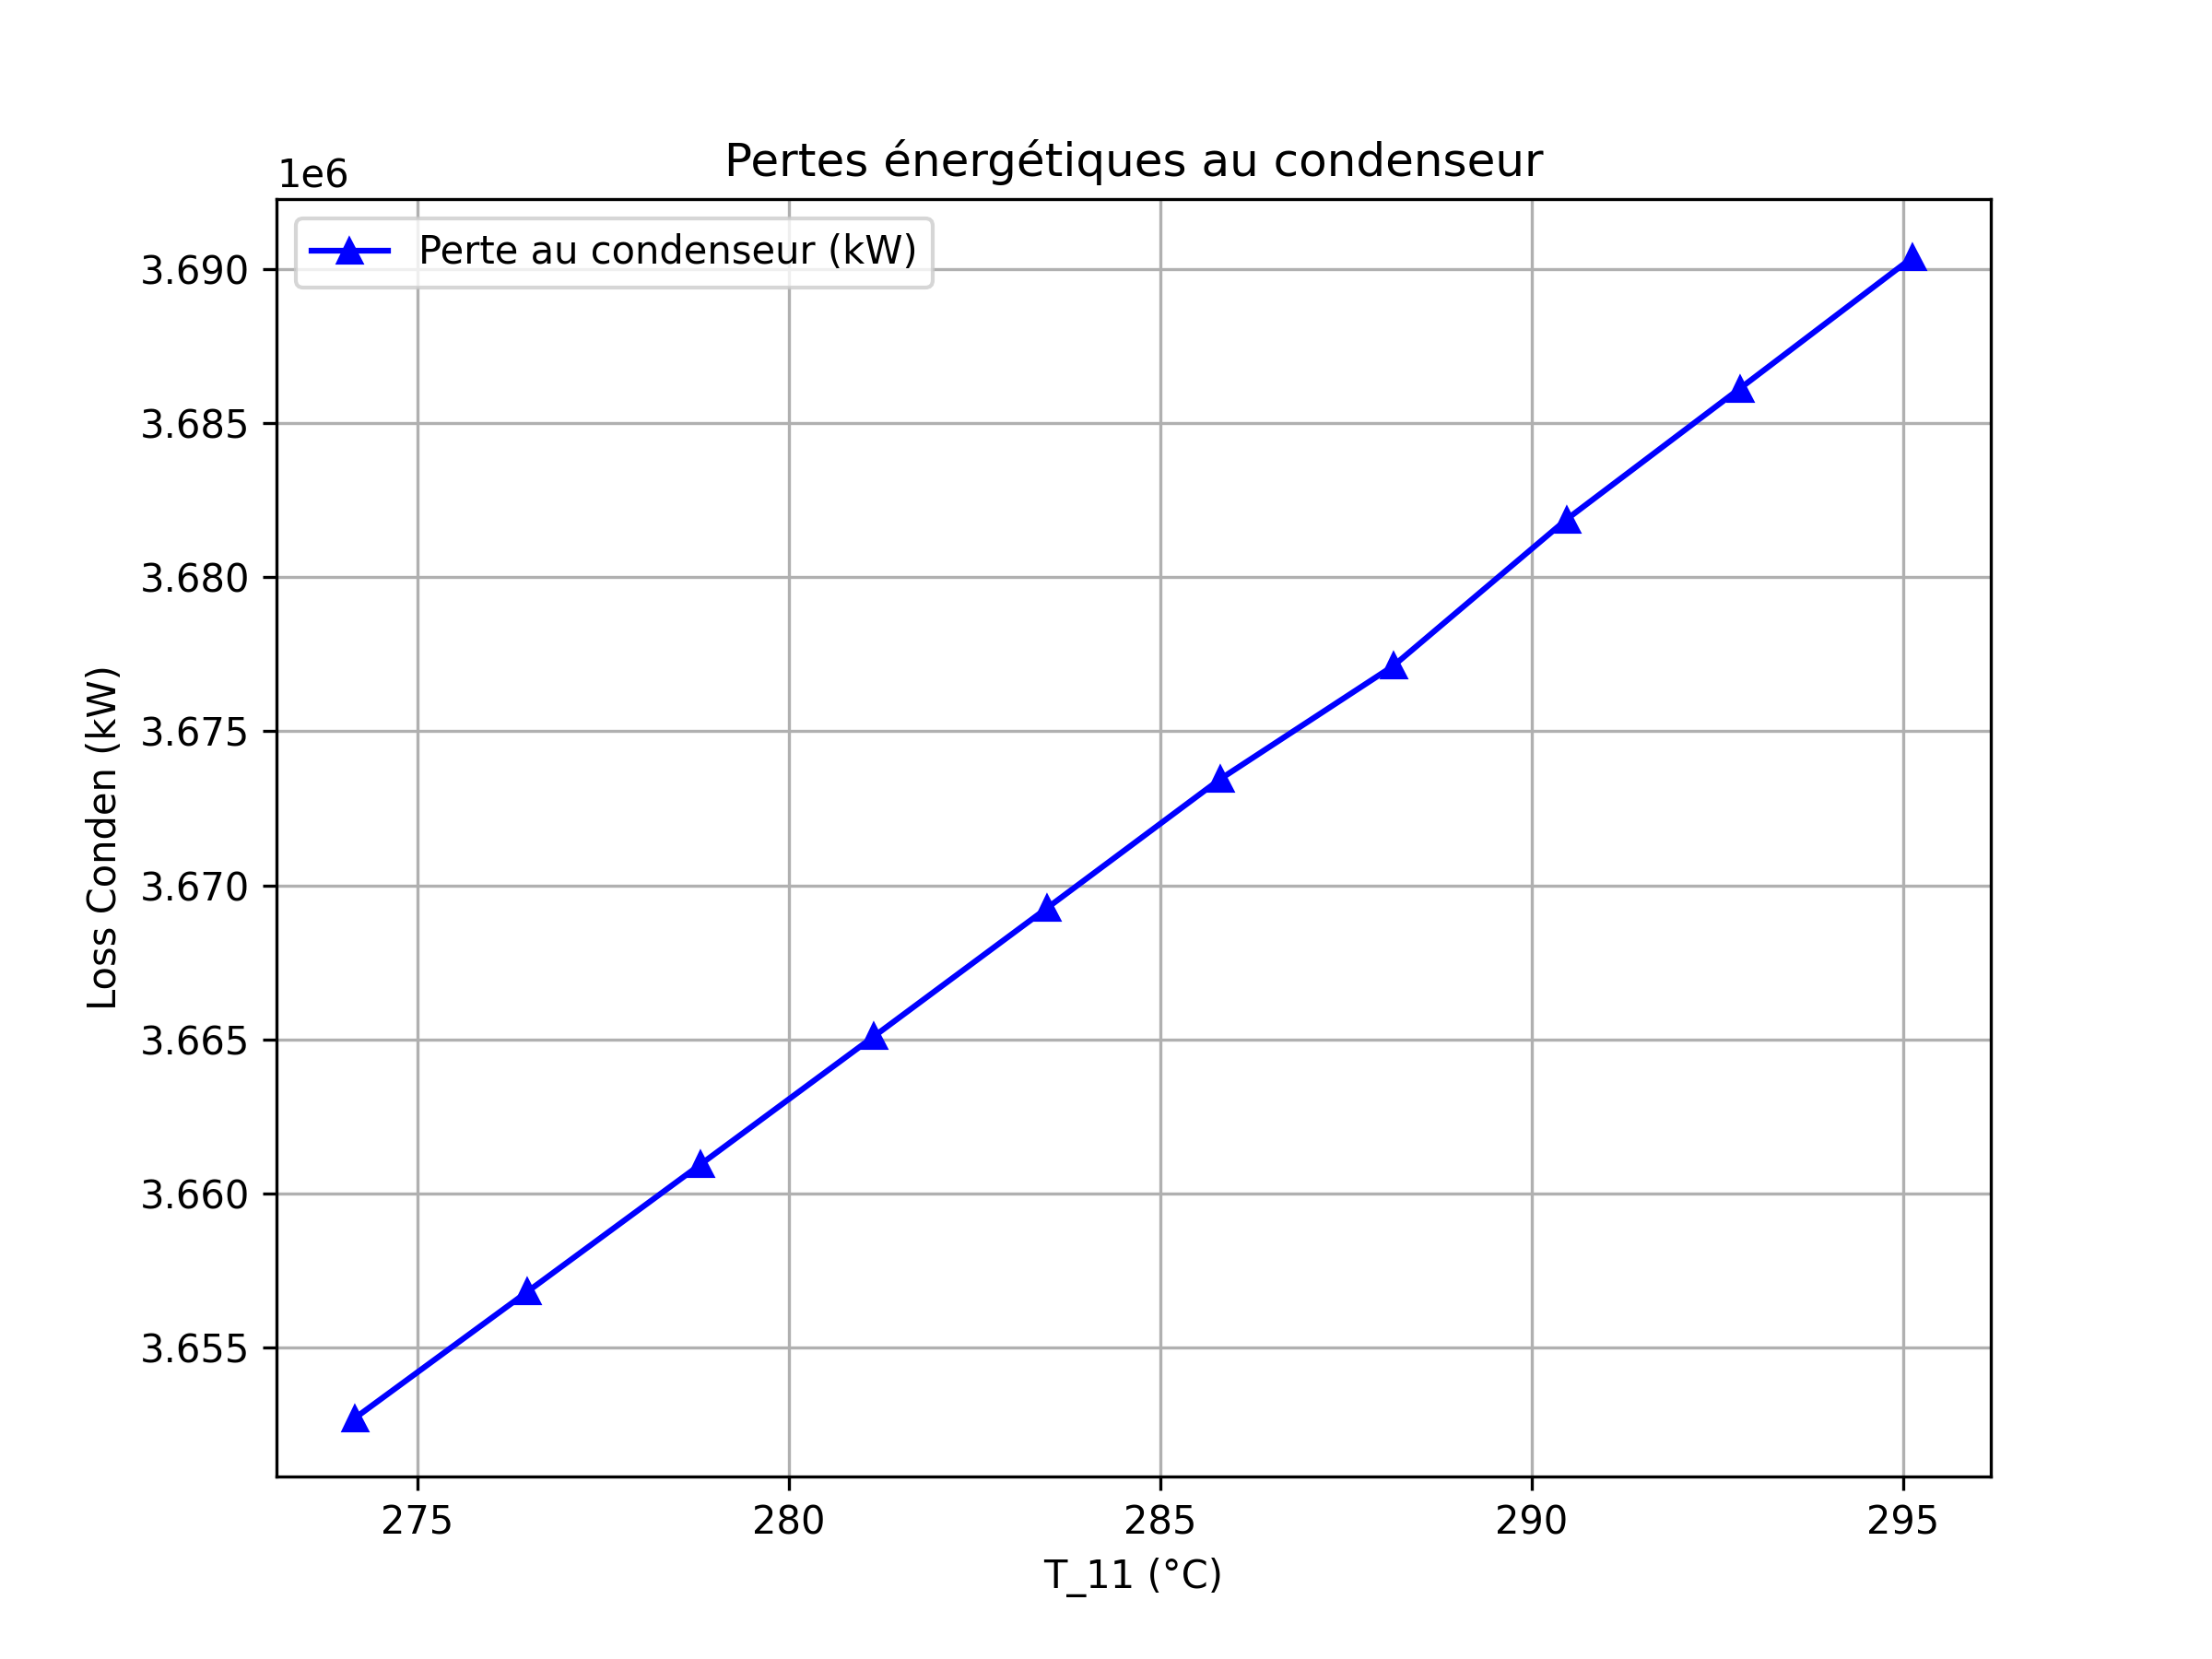 Pertes énergétiques au condenseur
1e6
Perte au condenseur (kW)
3.690
3.685
3.680
3.675
3.670
3.665
3.660
3.655
Loss Conden (kW)
275 280 285 290 295
T_11 (°C)